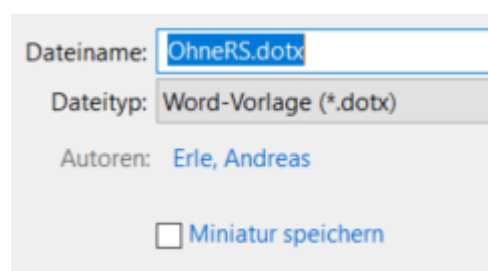 Dateiname: OhneRS.dotx
Dateityp: Word-Vorlage (*.dotx)
Autoren: Erle, Andreas
Miniatur speichern